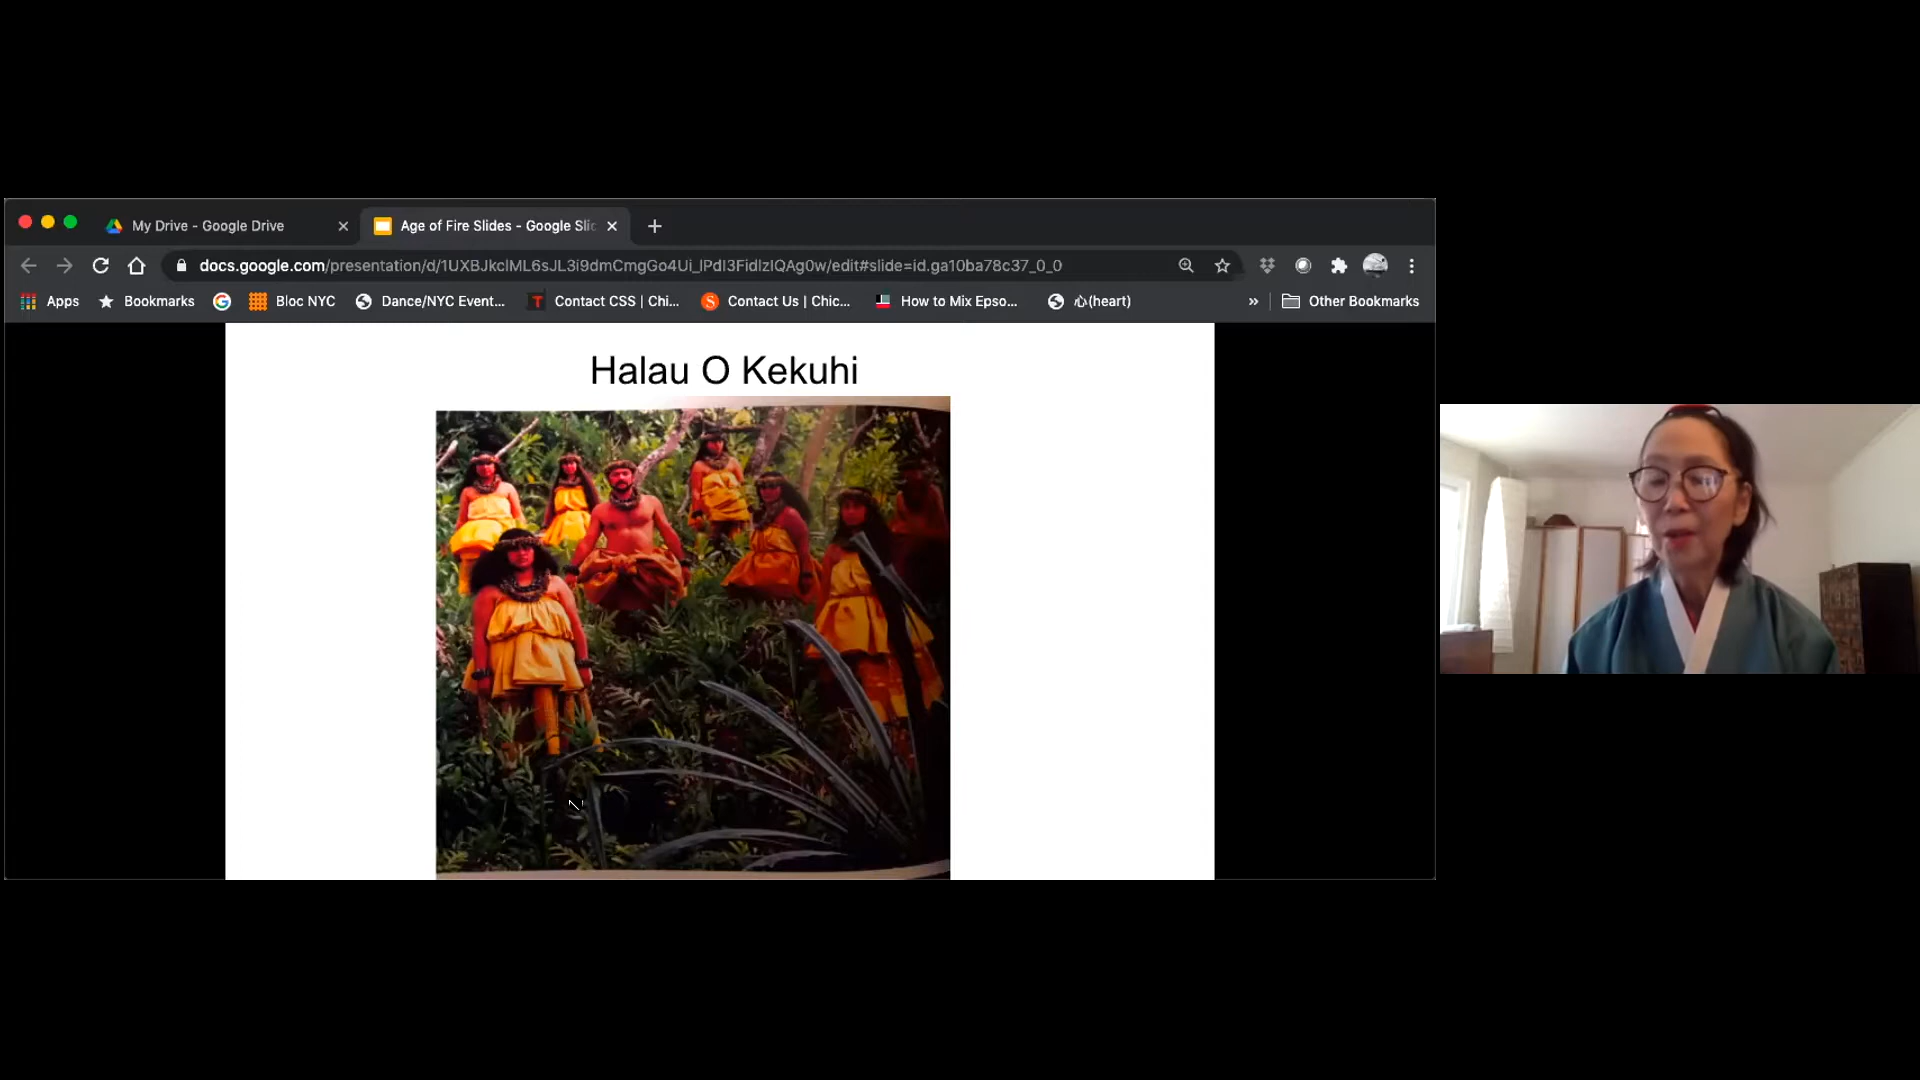 My Drive - Google Drive
Age of Fire Slides - Google Slic
docs.google.com/presentation/d/1UXBJkclML6sJL3i9dmCmgGo4Ui_lPdI3FidlzlQAg0w/edit#slide=id.ga10ba78c37_0_0
Apps Bookmarks Bloc NYC Dance/NYC Event... Contact CSS | Chi... Contact Us | Chic... How to Mix Epso... 心(heart) » Other Bookmarks
Halau O Kekuhi